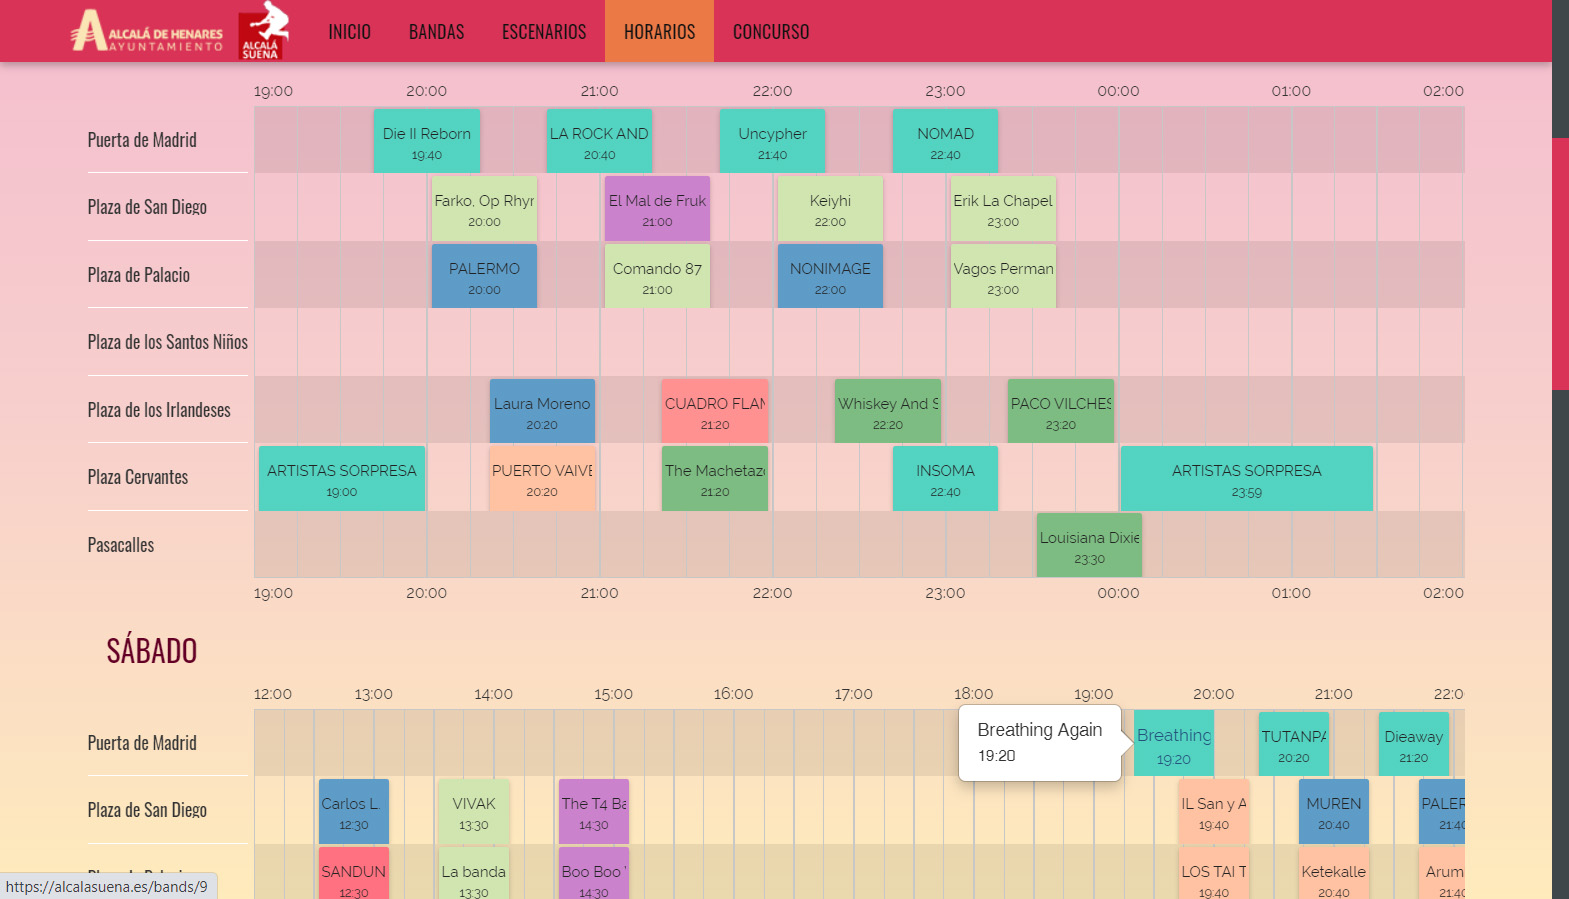 ALCALÁ DE HENARES
AYUNTAMIENTO
ALCALÁ
SUENA
INICIO BANDAS ESCENARIOS HORARIOS CONCURSO
19:00 20:00 21:00 22:00 23:00 00:00 01:00 02:00
Puerta de Madrid
Die II Reborn LA ROCK AND Uncypher NOMAD
19:40 20:40 21:40 22:40
Plaza de San Diego
Farko, Op Rhyr El Mal de Fruk Keiyhi Erik La Chapel
20:00 21:00 22:00 23:00
Plaza de Palacio
PALERMO Comando 87 NONIMAGE Vagos Perman
20:00 21:00 22:00 23:00
Plaza de los Santos Niños
Plaza de los Irlandeses
Laura Moreno CUADRO FLAM Whiskey And S PACO VILCHES
20:20 21:20 22:20 23:20
Plaza Cervantes
ARTISTAS SORPRESA PUERTO VAIVE The Machetazo INSOMA ARTISTAS SORPRESA
19:00 20:20 21:20 22:40 23:59
Pasacalles
Louisiana Dixie
23:30
19:00 20:00 21:00 22:00 23:00 00:00 01:00 02:00
SÁBADO
12:00 13:00 14:00 15:00 16:00 17:00 18:00 19:00 20:00 21:00 22:0
Puerta de Madrid
Breathing Again
19:20
Breathing TUTANPA Dieaway
19:20 20:20 21:20
Plaza de San Diego
Carlos L. VIVAK The T4 Ba IL San y A MUREN PALER
12:30 13:30 14:30 19:40 20:40 21:40
SANDUN La banda Boo Boo LOS TAI T Ketekalle Arum
12:30 13:30 14:30 19:40 20:40 21:40
https://alcalasuena.es/bands/9